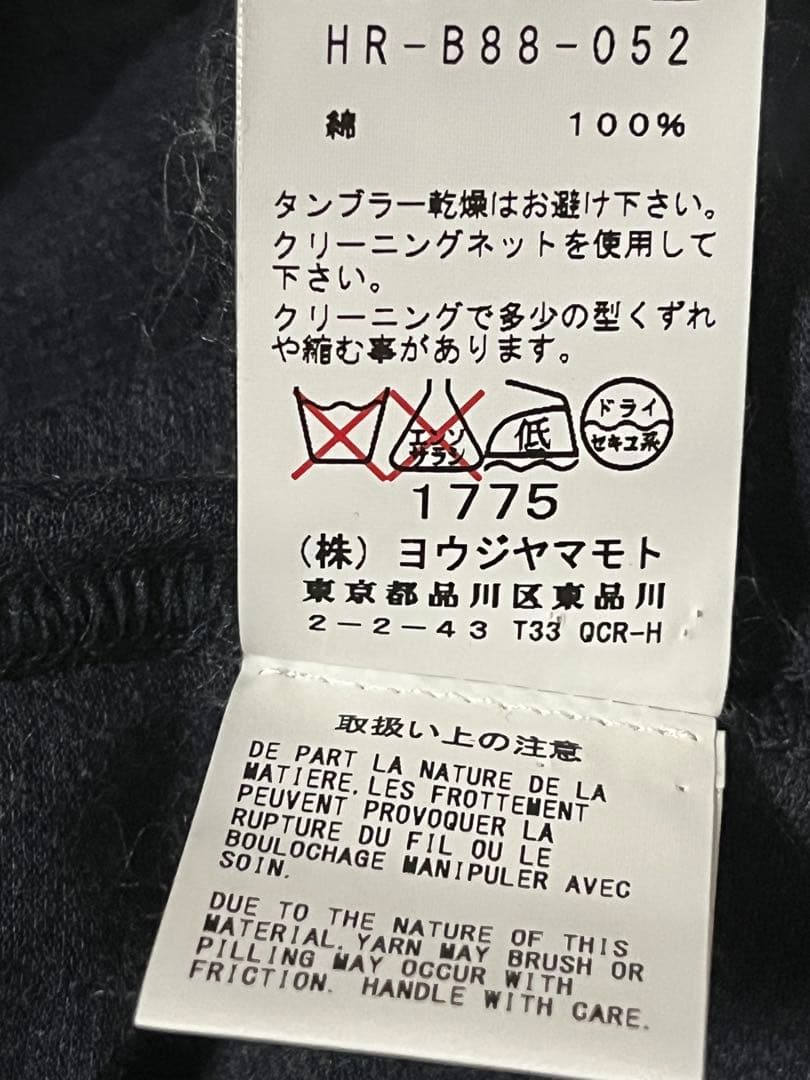 HR-B88-052
綿 100%
タンブラー乾燥はお避け下さい。
クリーニングネットを使用して
下さい。
クリーニングで多少の型くずれ
や縮む事があります。
エンソ
サラシ
低
ドライ
セキユ系
1775
（株）ヨウジヤマモト
東京都品川区東品川
2-2-43 T33 QCR-H
取扱い上の注意
DE PART LA NATURE DE LA
MATIERE, LES FROTTEMENT
PEUVENT PROVOQUER LA
RUPTURE DU FIL OU LE
BOULOCHAGE MANIPULER AVEC
SOIN.
DUE TO THE NATURE OF THIS
MATERIAL, YARN MAY BRUSH OR
PILLING MAY OCCUR WITH
FRICTION. HANDLE WITH CARE.